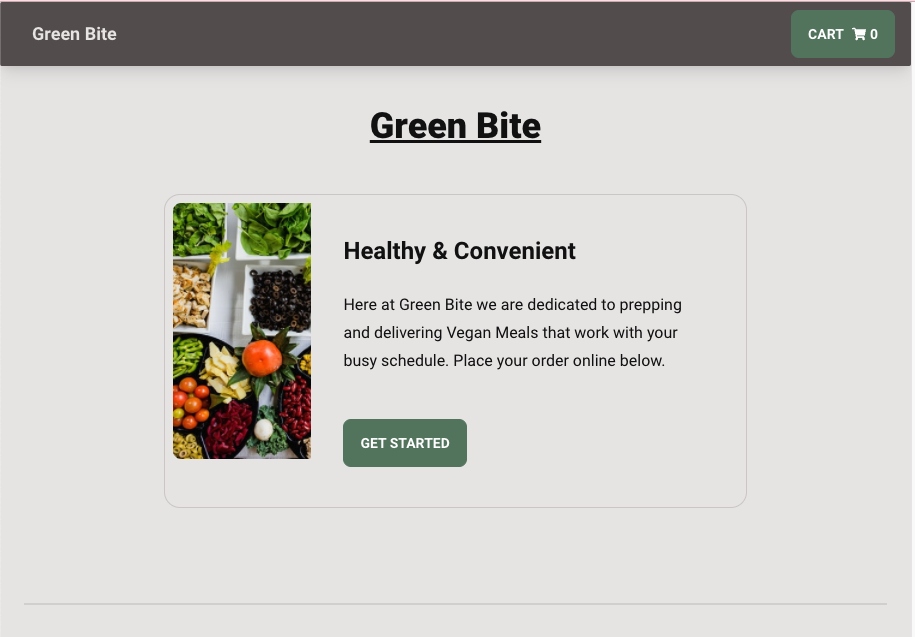 Green Bite
CART 0
Green Bite
Healthy & Convenient
Here at Green Bite we are dedicated to prepping
and delivering Vegan Meals that work with your
busy schedule. Place your order online below.
GET STARTED